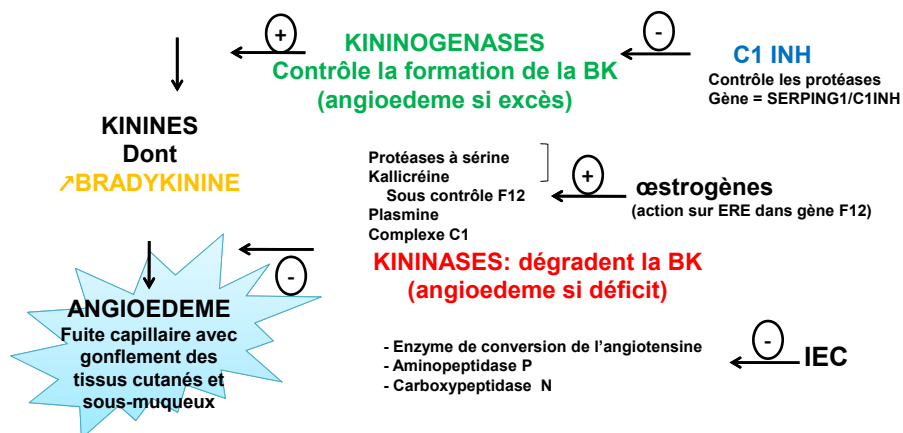 +
KININOGENASES
Contrôle la formation de la BK
(angioedeme si excès)
-
C1 INH
Contrôle les protéases
Gène = SERPING1/C1INH
KININES
Dont
↗BRADYKININE
Protéases à sérine
Kallicréine
Sous contrôle F12
Plasmine
Complexe C1
+
œstrogènes
(action sur ERE dans gène F12)
-
KININASES: dégradent la BK
(angioedeme si déficit)
ANGIOEDEME
Fuite capillaire avec
gonflement des
tissus cutanés et
sous-muqueux
- Enzyme de conversion de l'angiotensine
- Aminopeptidase P
- Carboxypeptidase N
-
IEC